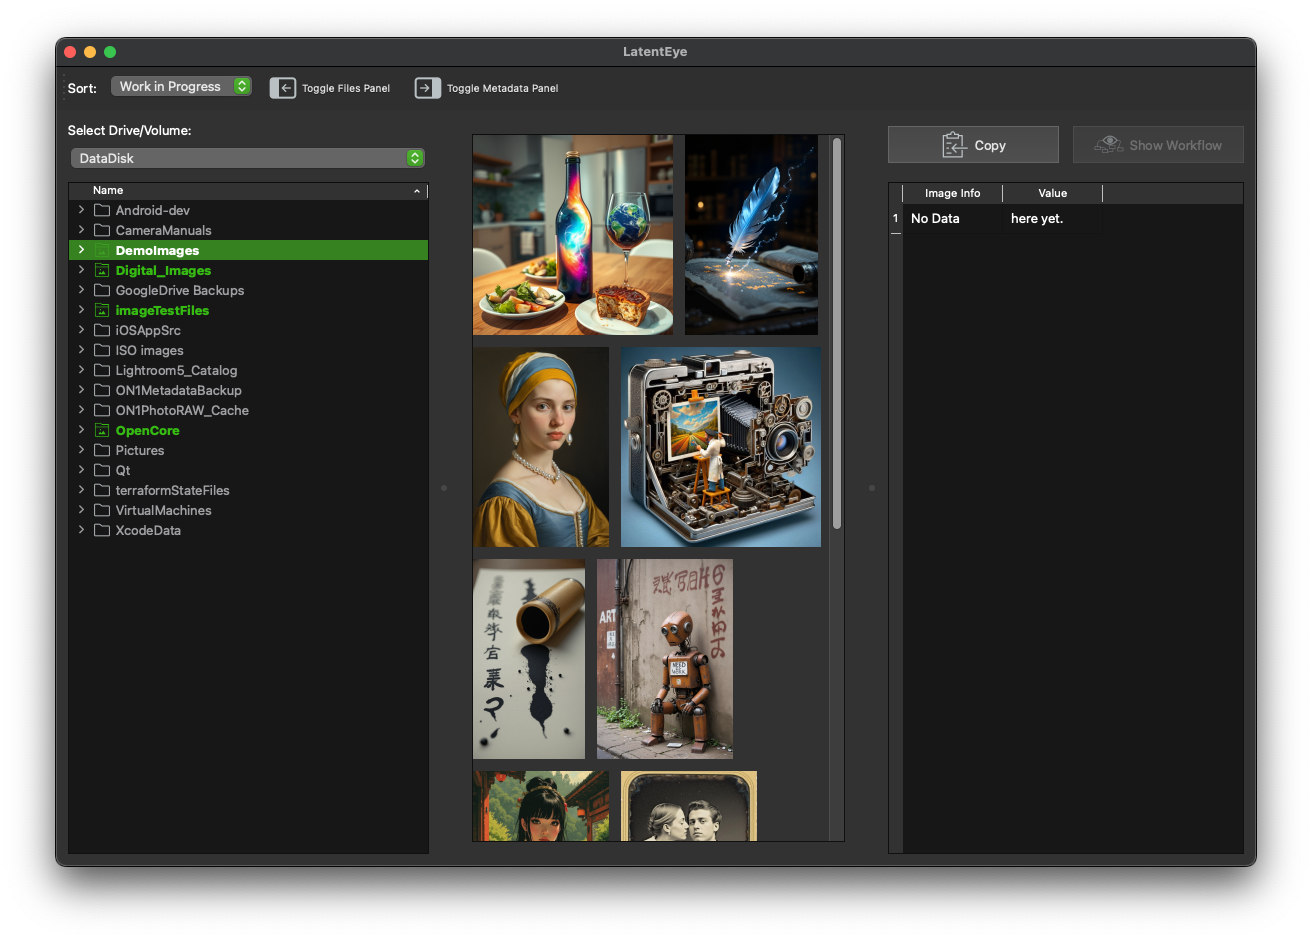 LatentEye
Sort:
Work in Progress
Toggle Files Panel
Toggle Metadata Panel
Select Drive/Volume:
DataDisk
Name
Android-dev
CameraManuals
DemoImages
Digital_Images
GoogleDrive Backups
imageTestFiles
iOSAppSrc
ISO images
Lightroom5_Catalog
ON1MetadataBackup
ON1PhotoRAW_Cache
OpenCore
Pictures
Qt
terraformStateFiles
VirtualMachines
XcodeData
ART
NEED
WORK
Copy
Show Workflow
Image Info Value
1 No Data here yet.